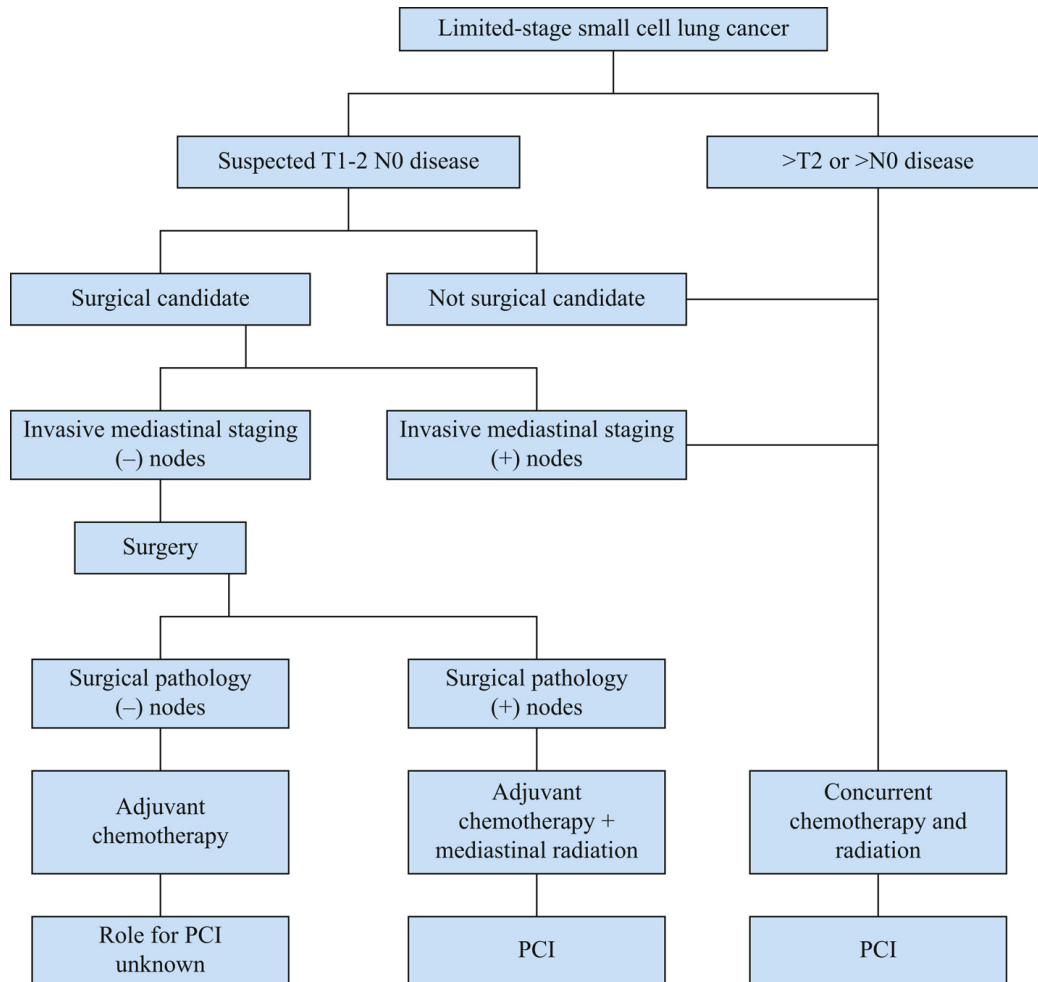 Limited-stage small cell lung cancer
Suspected T1-2 N0 disease
>T2 or >N0 disease
Surgical candidate
Not surgical candidate
Invasive mediastinal staging
(–) nodes
Invasive mediastinal staging
(+) nodes
Surgery
Surgical pathology
(–) nodes
Surgical pathology
(+) nodes
Adjuvant
chemotherapy
Adjuvant
chemotherapy +
mediastinal radiation
Concurrent
chemotherapy and
radiation
Role for PCI
unknown
PCI
PCI